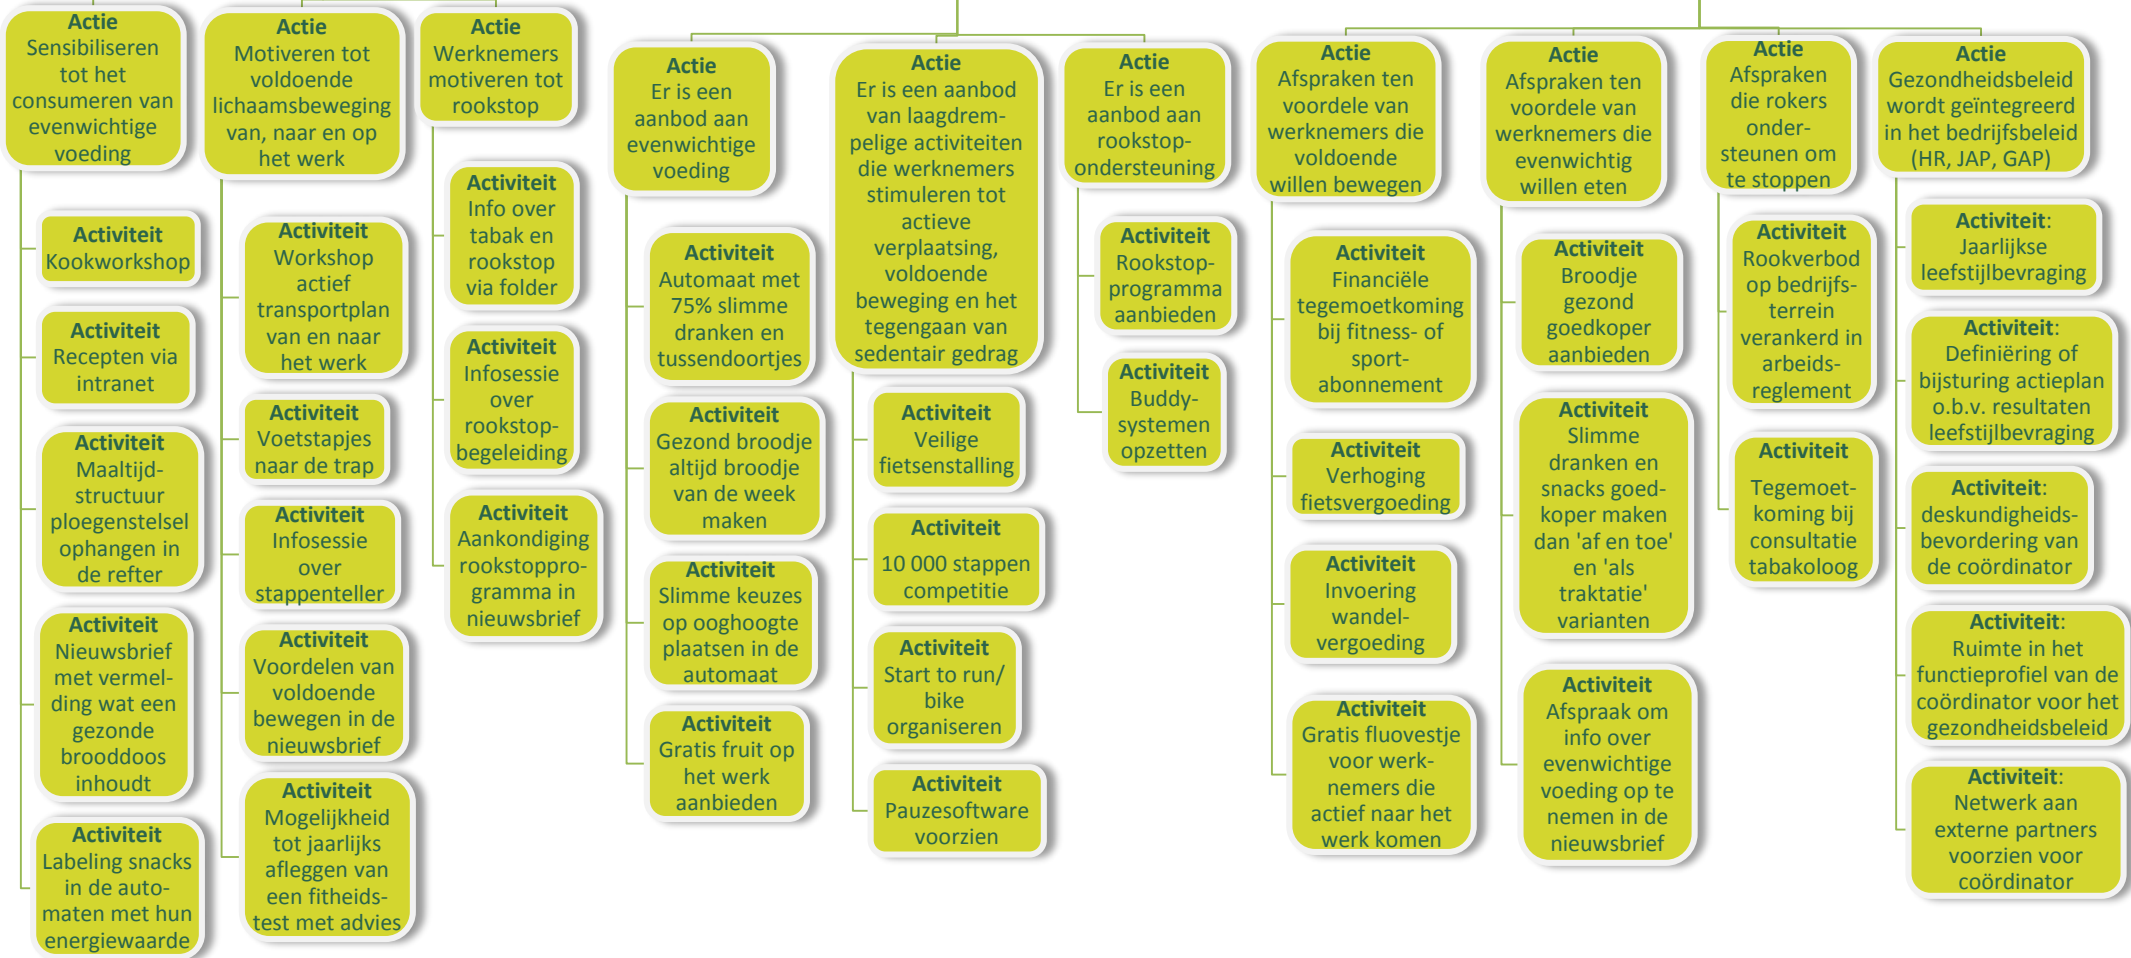 Actie
Sensibiliseren
tot het
consumeren van
evenwichtige
voeding
Activiteit
Kookworkshop
Activiteit
Recepten via
intranet
Activiteit
Maaltijd-
structuur
ploegenstelsel
ophangen in
de refter
Activiteit
Nieuwsbrief
met vermel-
ding wat een
gezonde
brooddoos
inhoudt
Activiteit
Labeling snacks
in de auto-
maten met hun
energiewaarde
Actie
Motiveren tot
voldoende
lichaamsbeweging
van, naar en op
het werk
Activiteit
Workshop
actief
transportplan
van en naar
het werk
Activiteit
Voetstapjes
naar de trap
Activiteit
Infosessie
over
stappenteller
Activiteit
Voordelen van
voldoende
bewegen in de
nieuwsbrief
Activiteit
Mogelijkheid
tot jaarlijks
afleggen van
een fitheids-
test met advies
Actie
Werknemers
motiveren tot
rookstop
Activiteit
Info over
tabak en
rookstop
via folder
Activiteit
Infosessie
over
rookstop-
begeleiding
Activiteit
Aankondiging
rookstoppro-
gramma in
nieuwsbrief
Actie
Er is een
aanbod aan
evenwichtige
voeding
Activiteit
Automaat met
75% slimme
dranken en
tussendoortjes
Activiteit
Gezond broodje
altijd broodje
van de week
maken
Activiteit
Slimme keuzes
op ooghoogte
plaatsen in de
automaat
Activiteit
Gratis fruit op
het werk
aanbieden
Actie
Er is een aanbod
van laagdrem-
pelige activiteiten
die werknemers
stimuleren tot
actieve
verplaatsing,
voldoende
beweging en het
tegengaan van
sedentair gedrag
Activiteit
Veilige
fietsenstalling
Activiteit
10 000 stappen
competitie
Activiteit
Start to run/
bike
organiseren
Activiteit
Pauzesoftware
voorzien
Actie
Er is een
aanbod aan
rookstop-
ondersteuning
Activiteit
Rookstop-
programma
aanbieden
Activiteit
Buddy-
systemen
opzetten
Actie
Afspraken ten
voordele van
werknemers die
voldoende
willen bewegen
Activiteit
Financiële
tegemoetkoming
bij fitness- of
sport-
abonnement
Activiteit
Verhoging
fietsvergoeding
Activiteit
Invoering
wandel-
vergoeding
Activiteit
Gratis fluovestje
voor werk-
nemers die
actief naar het
werk komen
Actie
Afspraken ten
voordele van
werknemers die
evenwichtig
willen eten
Activiteit
Broodje
gezond
goedkoper
aanbieden
Activiteit
Slimme
dranken en
snacks goed-
koper maken
dan 'af en toe'
en 'als
traktatie'
varianten
Activiteit
Afspraak om
info over
evenwichtige
voeding op te
nemen in de
nieuwsbrief
Actie
Afspraken
die rokers
onder-
steunen om
te stoppen
Activiteit
Rookverbod
op bedrijfs-
terrein
verankerd in
arbeids-
reglement
Activiteit
Tegemoet-
koming bij
consultatie
tabakoloog
Actie
Gezondheidsbeleid
wordt geïntegreerd
in het bedrijfsbeleid
(HR, JAP, GAP)
Activiteit:
Jaarlijkse
leefstijlbevraging
Activiteit:
Definiëring of
bijsturing actieplan
o.b.v. resultaten
leefstijlbevraging
Activiteit:
deskundigheids-
bevordering van
de coördinator
Activiteit:
Ruimte in het
functieprofiel van de
coördinator voor het
gezondheidsbeleid
Activiteit:
Netwerk aan
externe partners
voorzien voor
coördinator